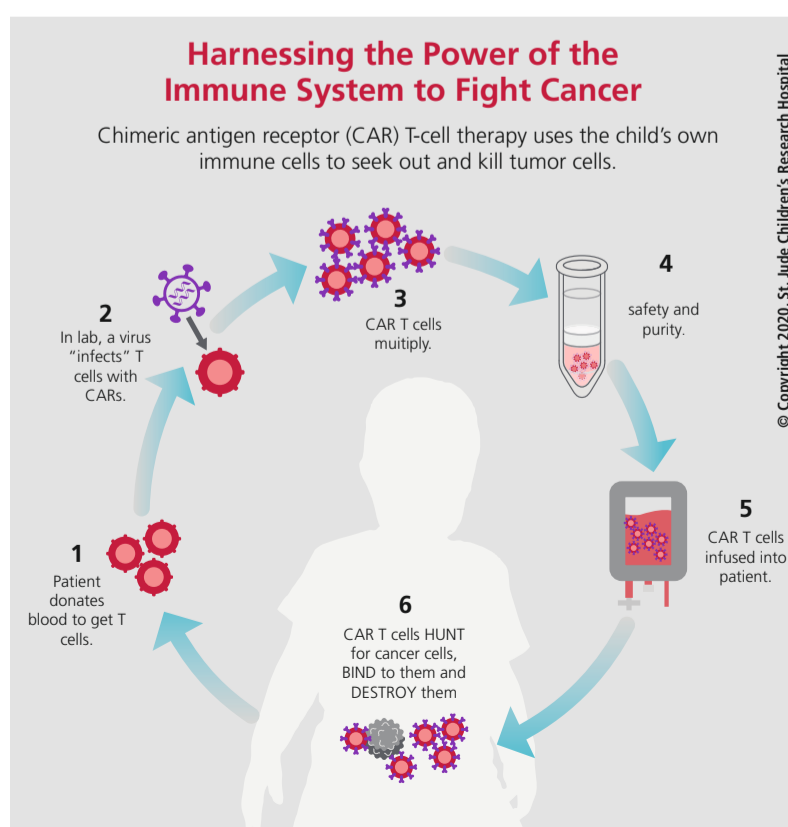 Harnessing the Power of the
Immune System to Fight Cancer
Chimeric antigen receptor (CAR) T-cell therapy uses the child's own
immune cells to seek out and kill tumor cells.
1
Patient
donates
blood to get T
cells.
2
In lab, a virus
"infects" T
cells with
CARs.
3
CAR T cells
muitiply.
4
safety and
purity.
5
CAR T cells
infused into
patient.
6
CAR T cells HUNT
for cancer cells,
BIND to them and
DESTROY them
© Copyright 2020. St. Jude Children's Research Hospital